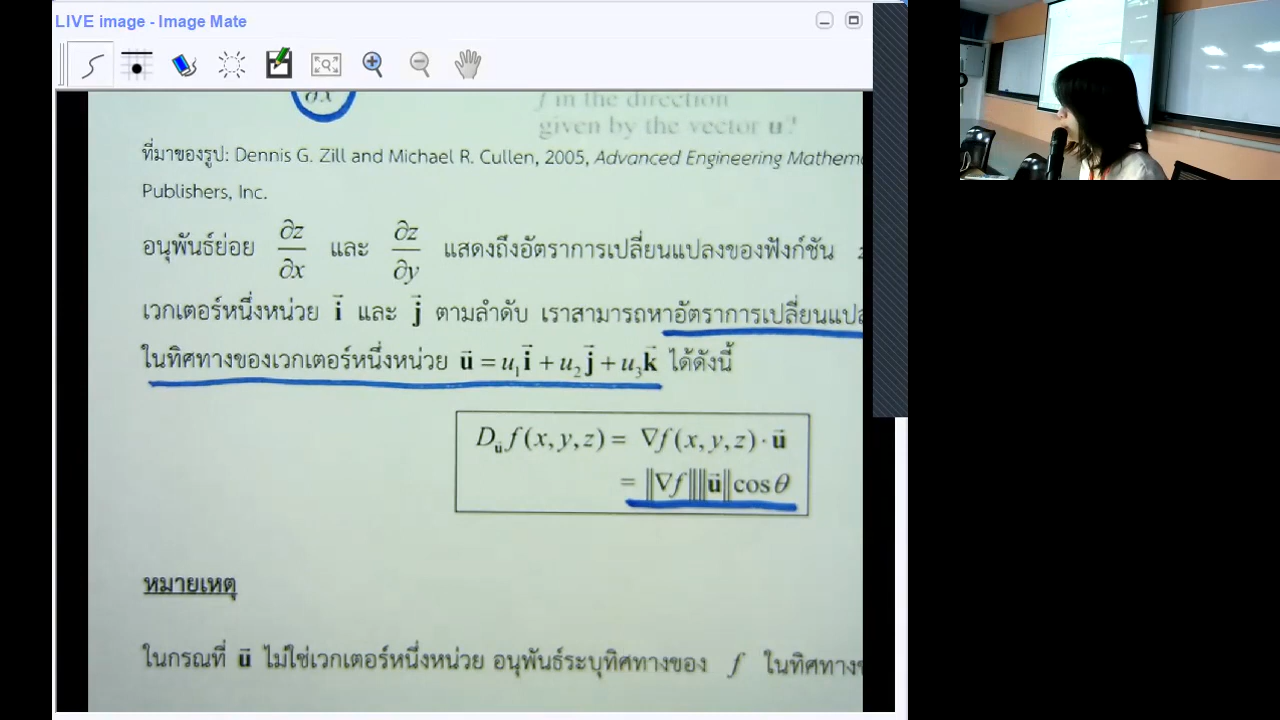 LIVE image - Image Mate
∂x
f in the direction
given by the vector u?
ที่มาของรูป: Dennis G. Zill and Michael R. Cullen, 2005, Advanced Engineering Mathem
Publishers, Inc.
อนุพันธ์ย่อย ∂z/∂x และ ∂z/∂y แสดงถึงอัตราการเปลี่ยนแปลงของฟังก์ชัน
เวกเตอร์หนึ่งหน่วย i⃗ และ j⃗ ตามลำดับ เราสามารถหาอัตราการเปลี่ยนแปล
ในทิศทางของเวกเตอร์หนึ่งหน่วย u⃗ = u₁i⃗ + u₂j⃗ + u₃k⃗ ได้ดังนี้
D_u⃗ f(x, y, z) = ∇f(x, y, z) · u⃗
= ‖∇f‖‖u⃗‖ cos θ
หมายเหตุ
ในกรณที่ u⃗ ไม่ใช่เวกเตอร์หนึ่งหน่วย อนุพันธ์ระบุทิศทางของ f ในทิศทาง